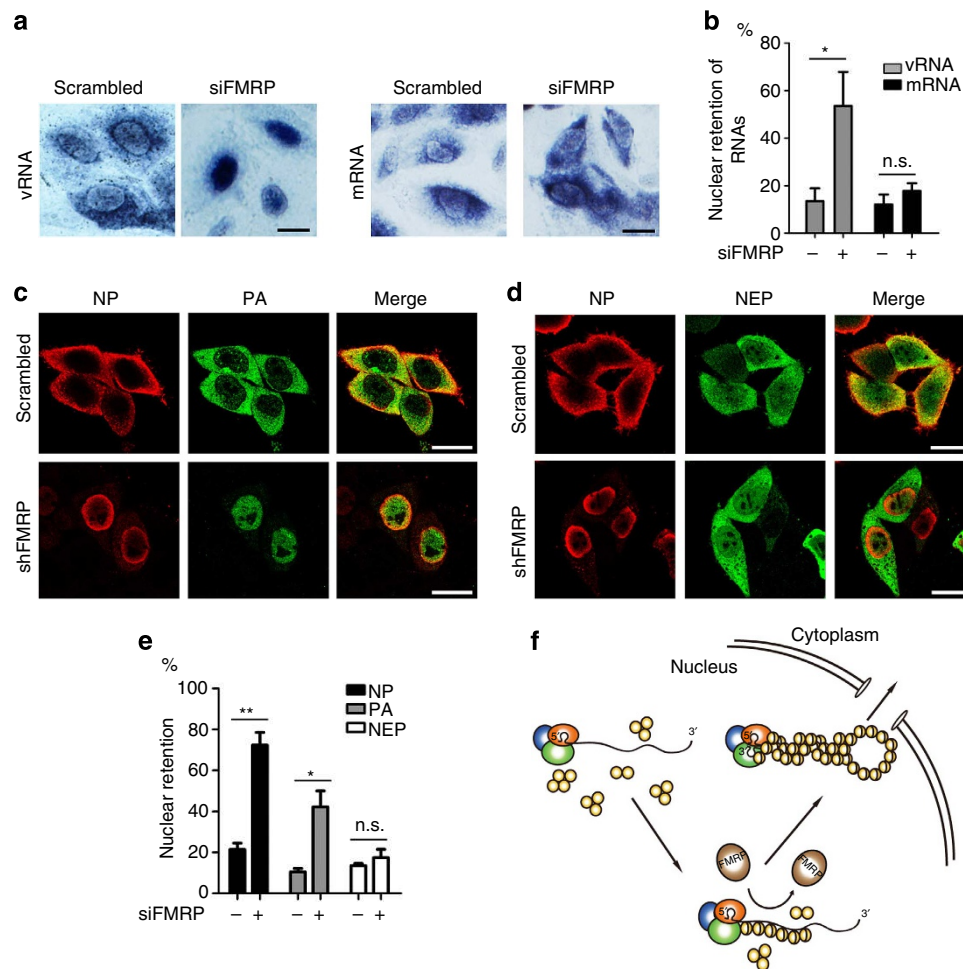 a
Scrambled
siFMRP
vRNA
Scrambled
siFMRP
mRNA
b
%
Nuclear retention of
RNAs
80
60
40
20
0
*
n.s.
vRNA
mRNA
siFMRP – + – +
c
NP PA Merge
Scrambled
shFMRP
d
NP NEP Merge
Scrambled
shFMRP
e
%
Nuclear retention
100
80
60
40
20
0
**
*
n.s.
NP
PA
NEP
siFMRP – + – + – +
f
Cytoplasm
Nucleus
5′
3′
5′
3′
FMRP
FMRP
5′
3′